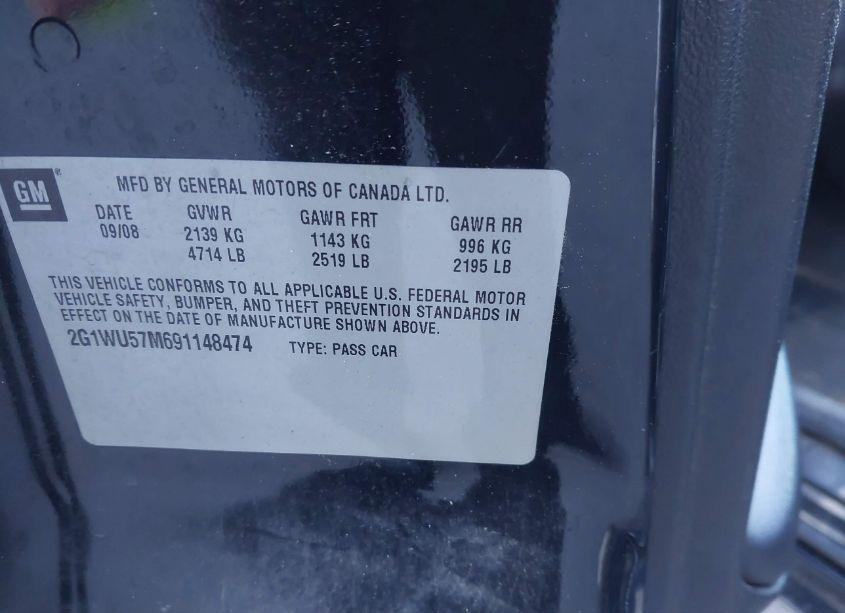 GM
MFD BY GENERAL MOTORS OF CANADA LTD.
DATE GVWR GAWR FRT GAWR RR
09/08 2139 KG 1143 KG 996 KG
4714 LB 2519 LB 2195 LB
THIS VEHICLE CONFORMS TO ALL APPLICABLE U.S. FEDERAL MOTOR
VEHICLE SAFETY, BUMPER, AND THEFT PREVENTION STANDARDS IN
EFFECT ON THE DATE OF MANUFACTURE SHOWN ABOVE.
2G1WU57M691148474 TYPE: PASS CAR